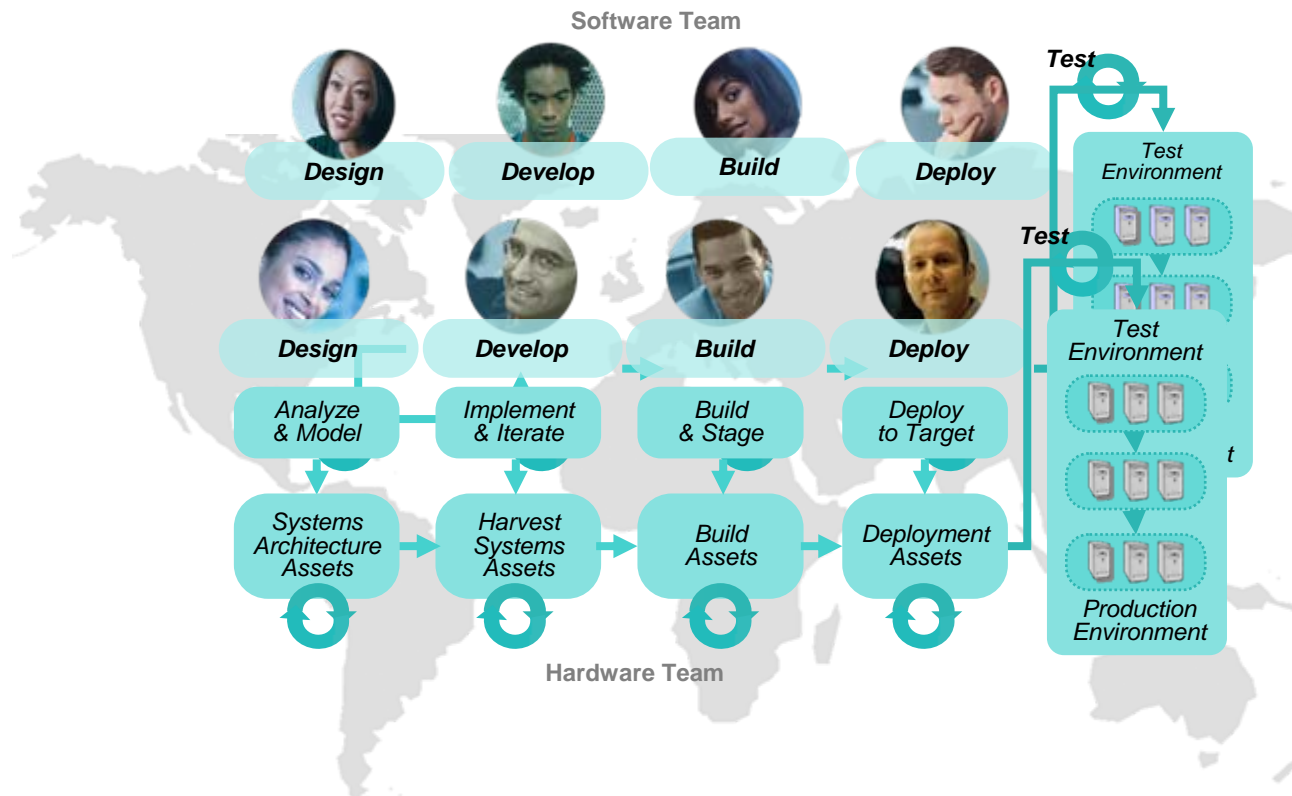 Software Team
Test
Design
Develop
Build
Deploy
Test
Environment
Test
Design
Develop
Build
Deploy
Test
Environment
Analyze
& Model
Implement
& Iterate
Build
& Stage
Deploy
to Target
t
Systems
Architecture
Assets
Harvest
Systems
Assets
Build
Assets
Deployment
Assets
Production
Environment
Hardware Team